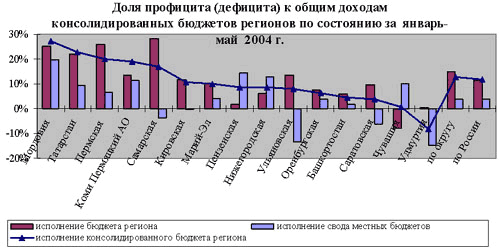 Доля профицита (дефицита) к общим доходам
консолидированных бюджетов регионов по состоянию за январь-
май 2004 г.
30%
20%
10%
0%
-10%
-20%
Мордовия
Татарстан
Пермская
Коми Пермяцкий АО
Самарская
Кировская
Марий-Эл
Пензенская
Нижегородская
Ульяновская
Оренбургская
Башкортостан
Саратовская
Чувашия
Удмуртия
по округу
по России
исполнение бюджета региона
исполнение свода местных бюджетов
исполнение консолидированного бюджета региона